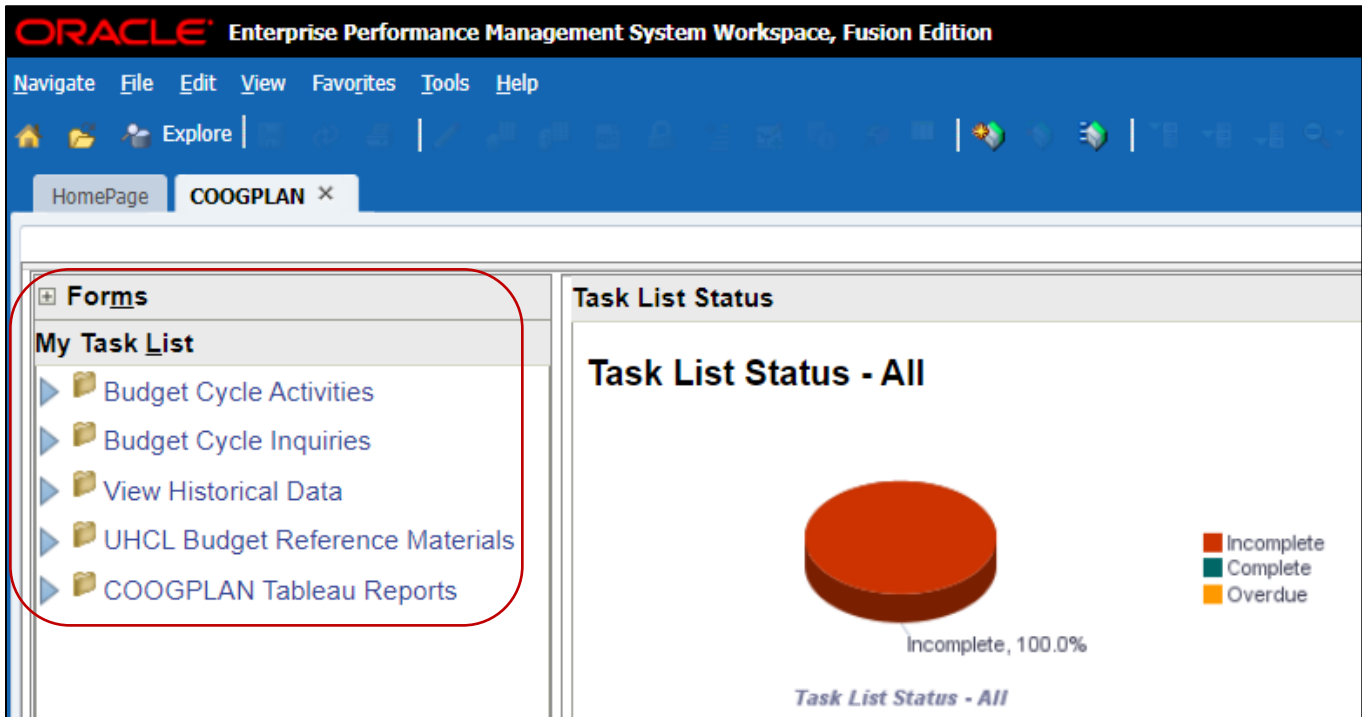 ORACLE Enterprise Performance Management System Workspace, Fusion Edition
Navigate File Edit View Favorites Tools Help
Explore
HomePage COOGPLAN ×
Forms
My Task List
Budget Cycle Activities
Budget Cycle Inquiries
View Historical Data
UHCL Budget Reference Materials
COOGPLAN Tableau Reports
Task List Status
Task List Status - All
Incomplete
Complete
Overdue
Incomplete, 100.0%
Task List Status - All